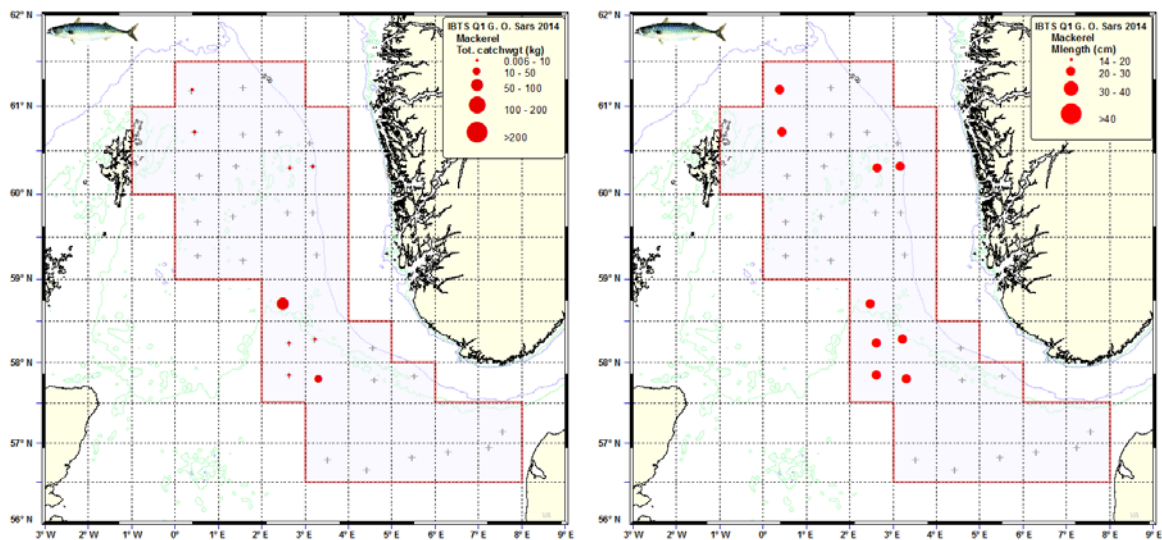 IBTS Q1 G. O. Sars 2014
Mackerel
Tot. catchwgt (kg)
0.006 - 10
10 - 50
50 - 100
100 - 200
>200
62° N
61° N
60° N
59° N
58° N
57° N
56° N
3° W 2° W 1° W 0° 1° E 2° E 3° E 4° E 5° E 6° E 7° E 8° E 9° E
IBTS Q1 G. O. Sars 2014
Mackerel
Mlength (cm)
14 - 20
20 - 30
30 - 40
>40
62° N
61° N
60° N
59° N
58° N
57° N
56° N
3° W 2° W 1° W 0° 1° E 2° E 3° E 4° E 5° E 6° E 7° E 8° E 9° E